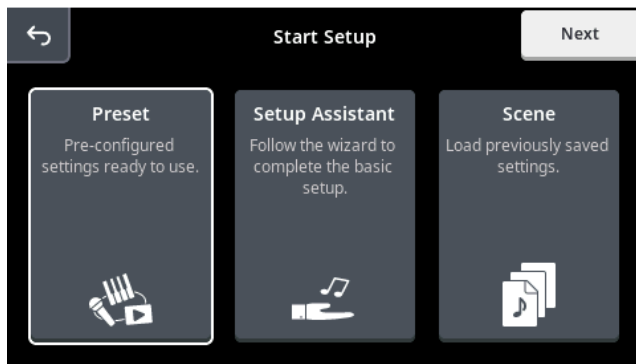 Start Setup
Next
Preset
Pre-configured
settings ready to use.
Setup Assistant
Follow the wizard to
complete the basic
setup.
Scene
Load previously saved
settings.